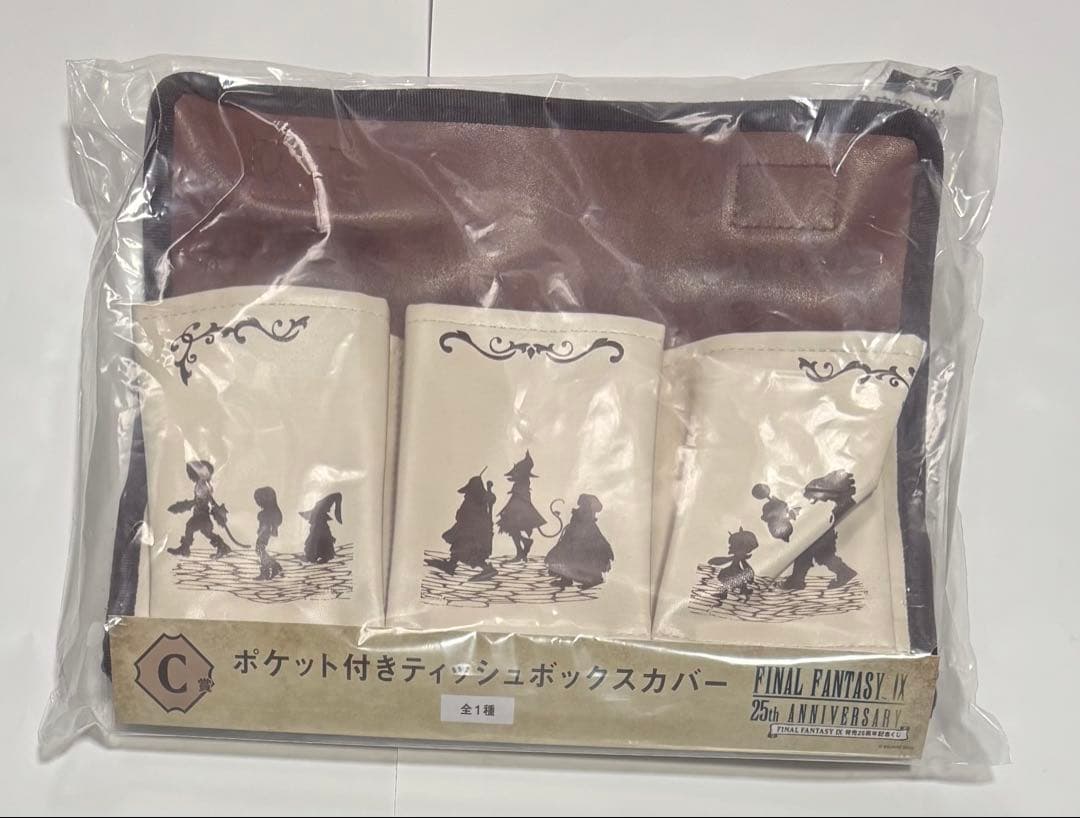 C賞
ポケット付きティッシュボックスカバー
全1種
FINAL FANTASY IX
25th ANNIVERSARY
FINAL FANTASY IX 発売25周年記念くじ